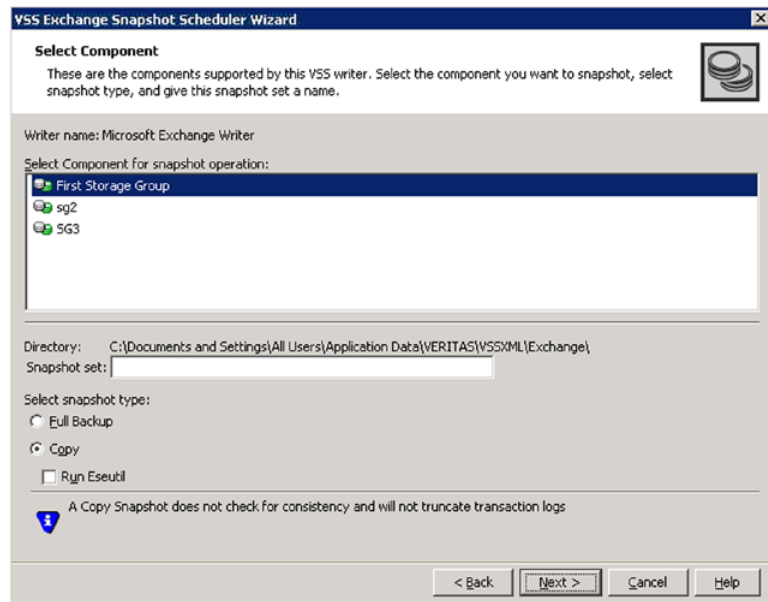 VSS Exchange Snapshot Scheduler Wizard
Select Component
These are the components supported by this VSS writer. Select the component you want to snapshot, select
snapshot type, and give this snapshot set a name.
Writer name: Microsoft Exchange Writer
Select Component for snapshot operation:
First Storage Group
sg2
SG3
Directory: C:\Documents and Settings\All Users\Application Data\VERITAS\VSSXML\Exchange\
Snapshot set:
Select snapshot type:
Full Backup
Copy
Run Eseutil
A Copy Snapshot does not check for consistency and will not truncate transaction logs
< Back Next > Cancel Help